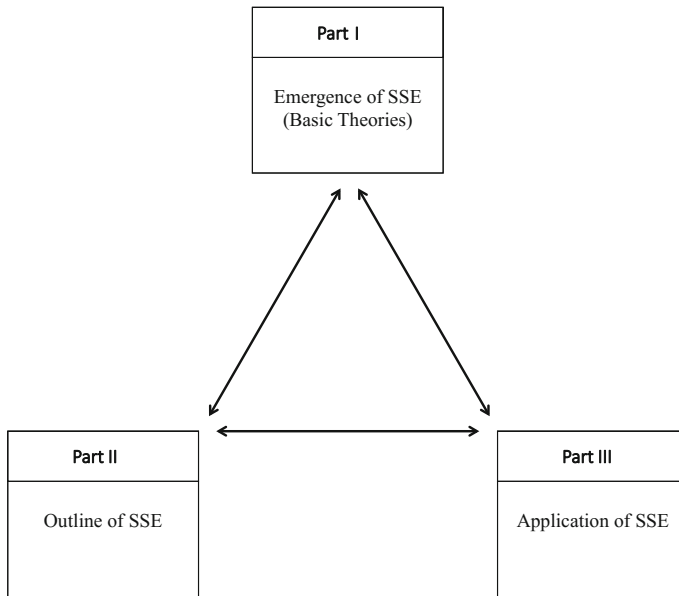 Part I
Emergence of SSE
(Basic Theories)
Part II
Outline of SSE
Part III
Application of SSE